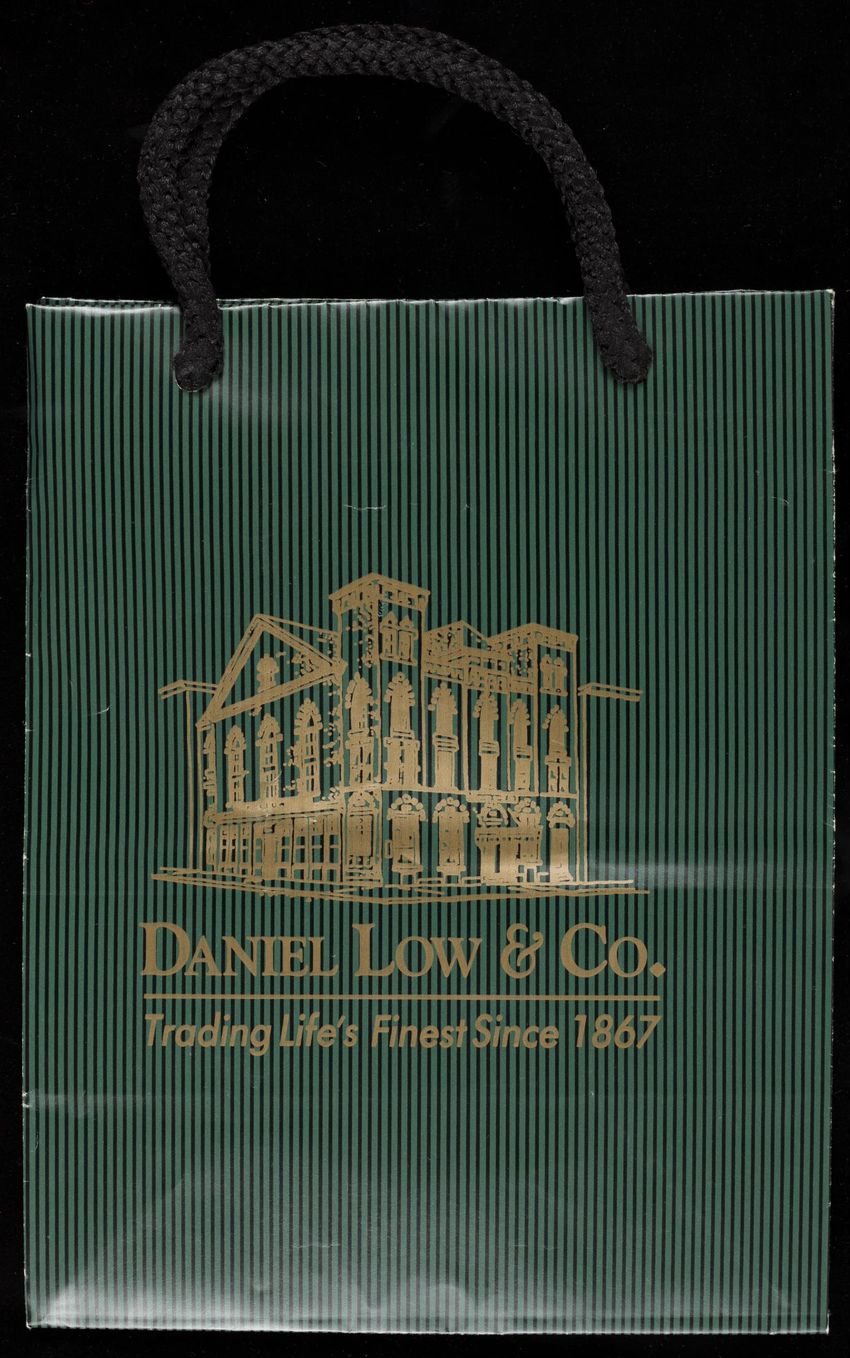 DANIEL LOW & CO.
Trading Life's Finest Since 1867